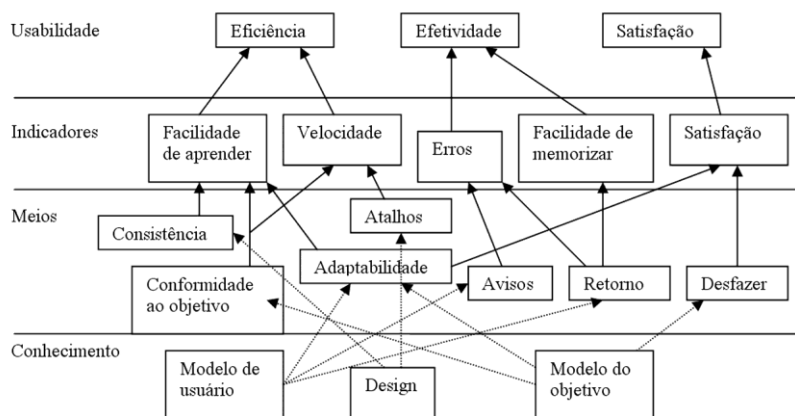 Usabilidade
Eficiência
Efetividade
Satisfação
Indicadores
Facilidade
de aprender
Velocidade
Erros
Facilidade de
memorizar
Satisfação
Meios
Consistência
Atalhos
Conformidade
ao objetivo
Adaptabilidade
Avisos
Retorno
Desfazer
Conhecimento
Modelo de
usuário
Design
Modelo do
objetivo